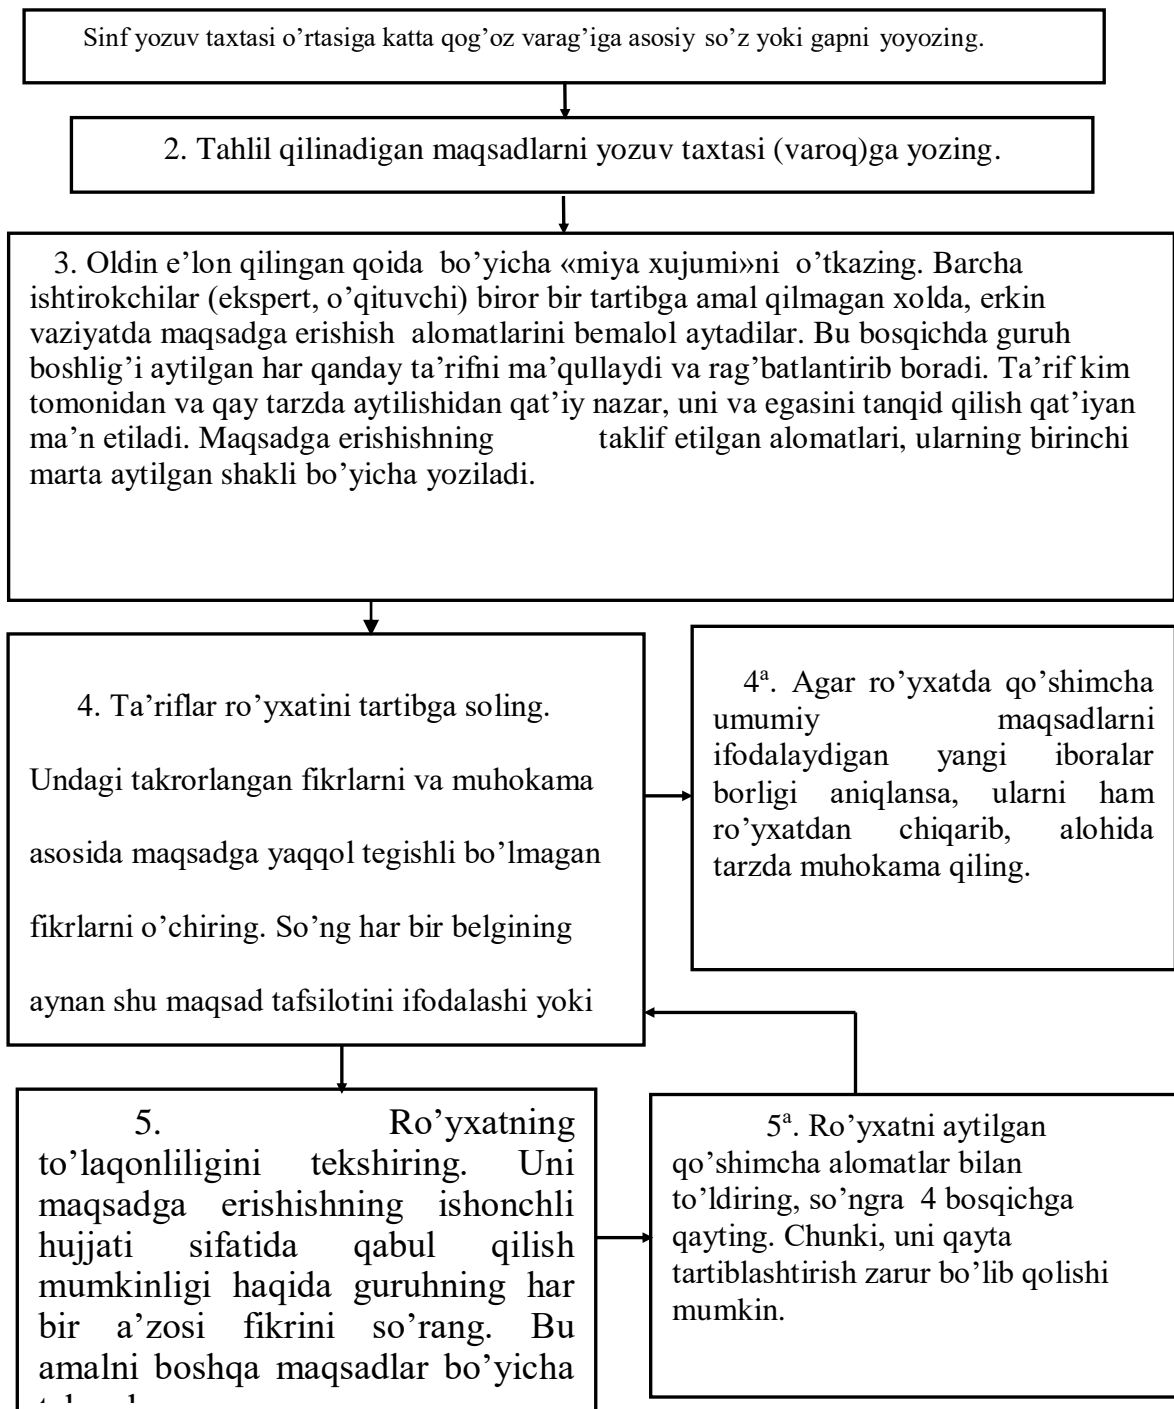 Sinf yozuv taxtasi o’rtasiga katta qog’oz varag’iga asosiy so’z yoki gapni yoyozing.
2. Tahlil qilinadigan maqsadlarni yozuv taxtasi (varoq)ga yozing.
3. Oldin e’lon qilingan qoida bo’yicha «miya xujumi»ni o’tkazing. Barcha
ishtirokchilar (ekspert, o’qituvchi) biror bir tartibga amal qilmagan xolda, erkin
vaziyatda maqsadga erishish alomatlarini bemalol aytadilar. Bu bosqichda guruh
boshlig’i aytilgan har qanday ta’rifni ma’qullaydi va rag’batlantirib boradi. Ta’rif kim
tomonidan va qay tarzda aytilishidan qat’iy nazar, uni va egasini tanqid qilish qat’iyan
ma’n etiladi. Maqsadga erishishning taklif etilgan alomatlari, ularning birinchi
marta aytilgan shakli bo’yicha yoziladi.
4. Ta’riflar ro’yxatini tartibga soling.
Undagi takrorlangan fikrlarni va muhokama
asosida maqsadga yaqqol tegishli bo’lmagan
fikrlarni o’chiring. So’ng har bir belgining
aynan shu maqsad tafsilotini ifodalashi yoki
4ᵃ. Agar ro’yxatda qo’shimcha
umumiy maqsadlarni
ifodalaydigan yangi iboralar
borligi aniqlansa, ularni ham
ro’yxatdan chiqarib, alohida
tarzda muhokama qiling.
5. Ro’yxatning
to’laqonliligini tekshiring. Uni
maqsadga erishishning ishonchli
hujjati sifatida qabul qilish
mumkinligi haqida guruhning har
bir a’zosi fikrini so’rang. Bu
amalni boshqa maqsadlar bo’yicha
5ᵃ. Ro’yxatni aytilgan
qo’shimcha alomatlar bilan
to’ldiring, so’ngra 4 bosqichga
qayting. Chunki, uni qayta
tartiblashtirish zarur bo’lib qolishi
mumkin.